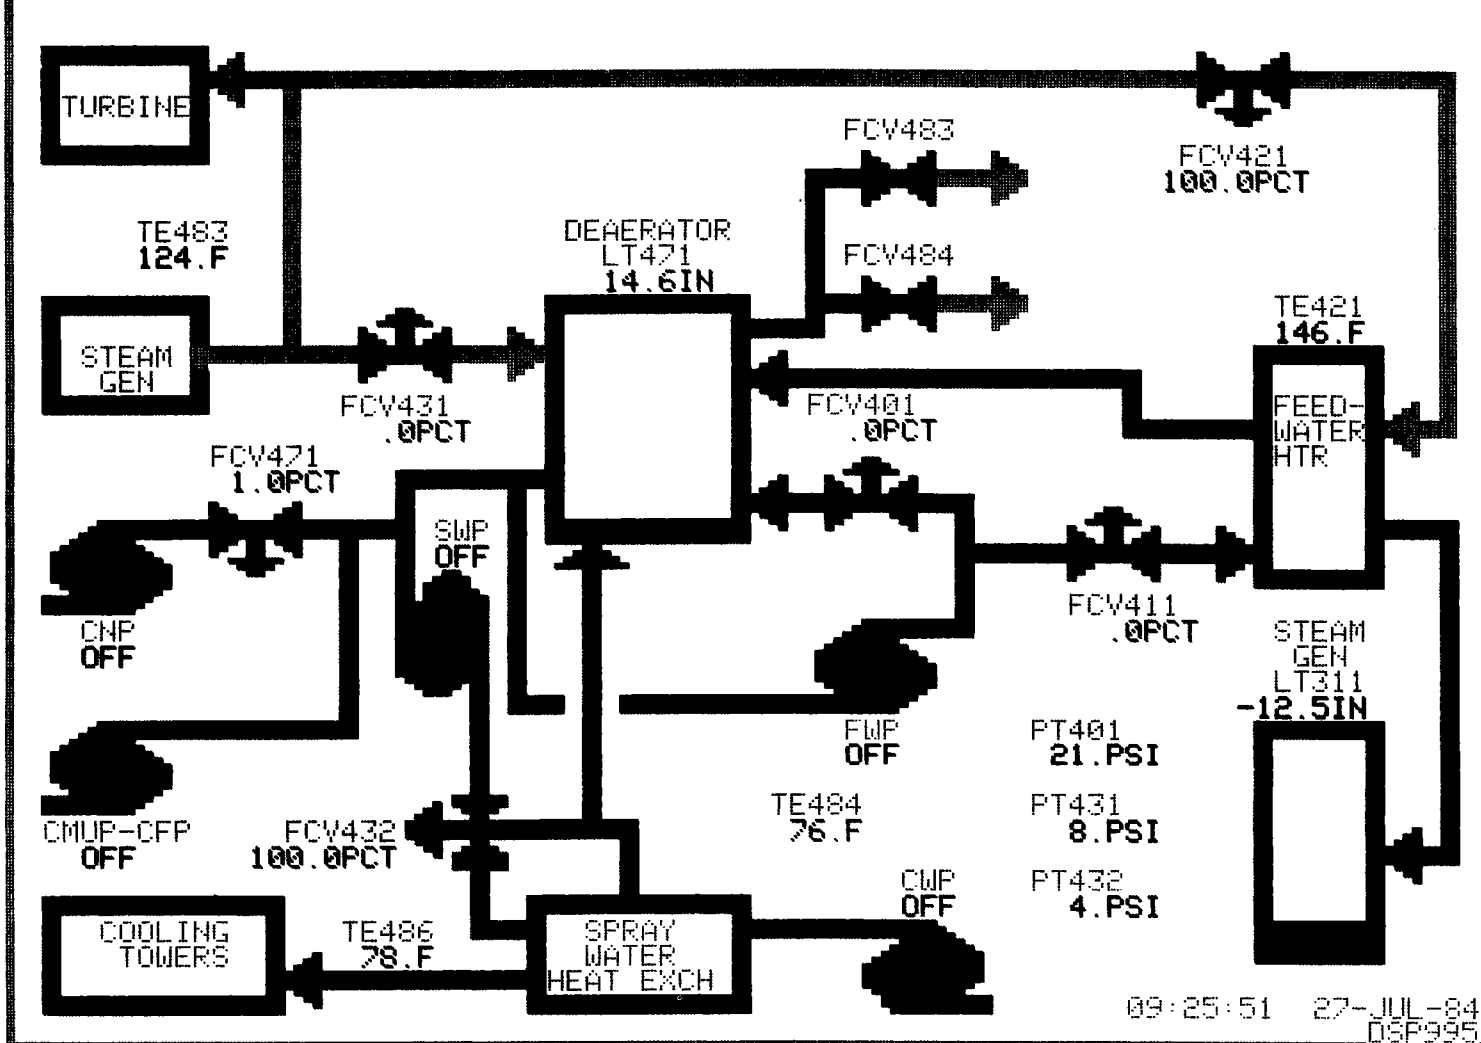 TURBINE
FCV483
FCV421
100.0PCT
TE483
124.F
DEAERATOR
LT471
14.6IN
FCV484
TE421
146.F
STEAM
GEN
FCV431
.0PCT
FCV401
.0PCT
FEED-
WATER
HTR
FCV471
1.0PCT
SWP
OFF
CNP
OFF
FCV411
.0PCT
STEAM
GEN
LT311
-12.5IN
FWP
OFF
PT401
21.PSI
TE484
76.F
PT431
8.PSI
CMUP-CFP
OFF
FCV432
100.0PCT
CWP
OFF
PT432
4.PSI
COOLING
TOWERS
TE486
78.F
SPRAY
WATER
HEAT EXCH
09:25:51 27-JUL-84
DSP995